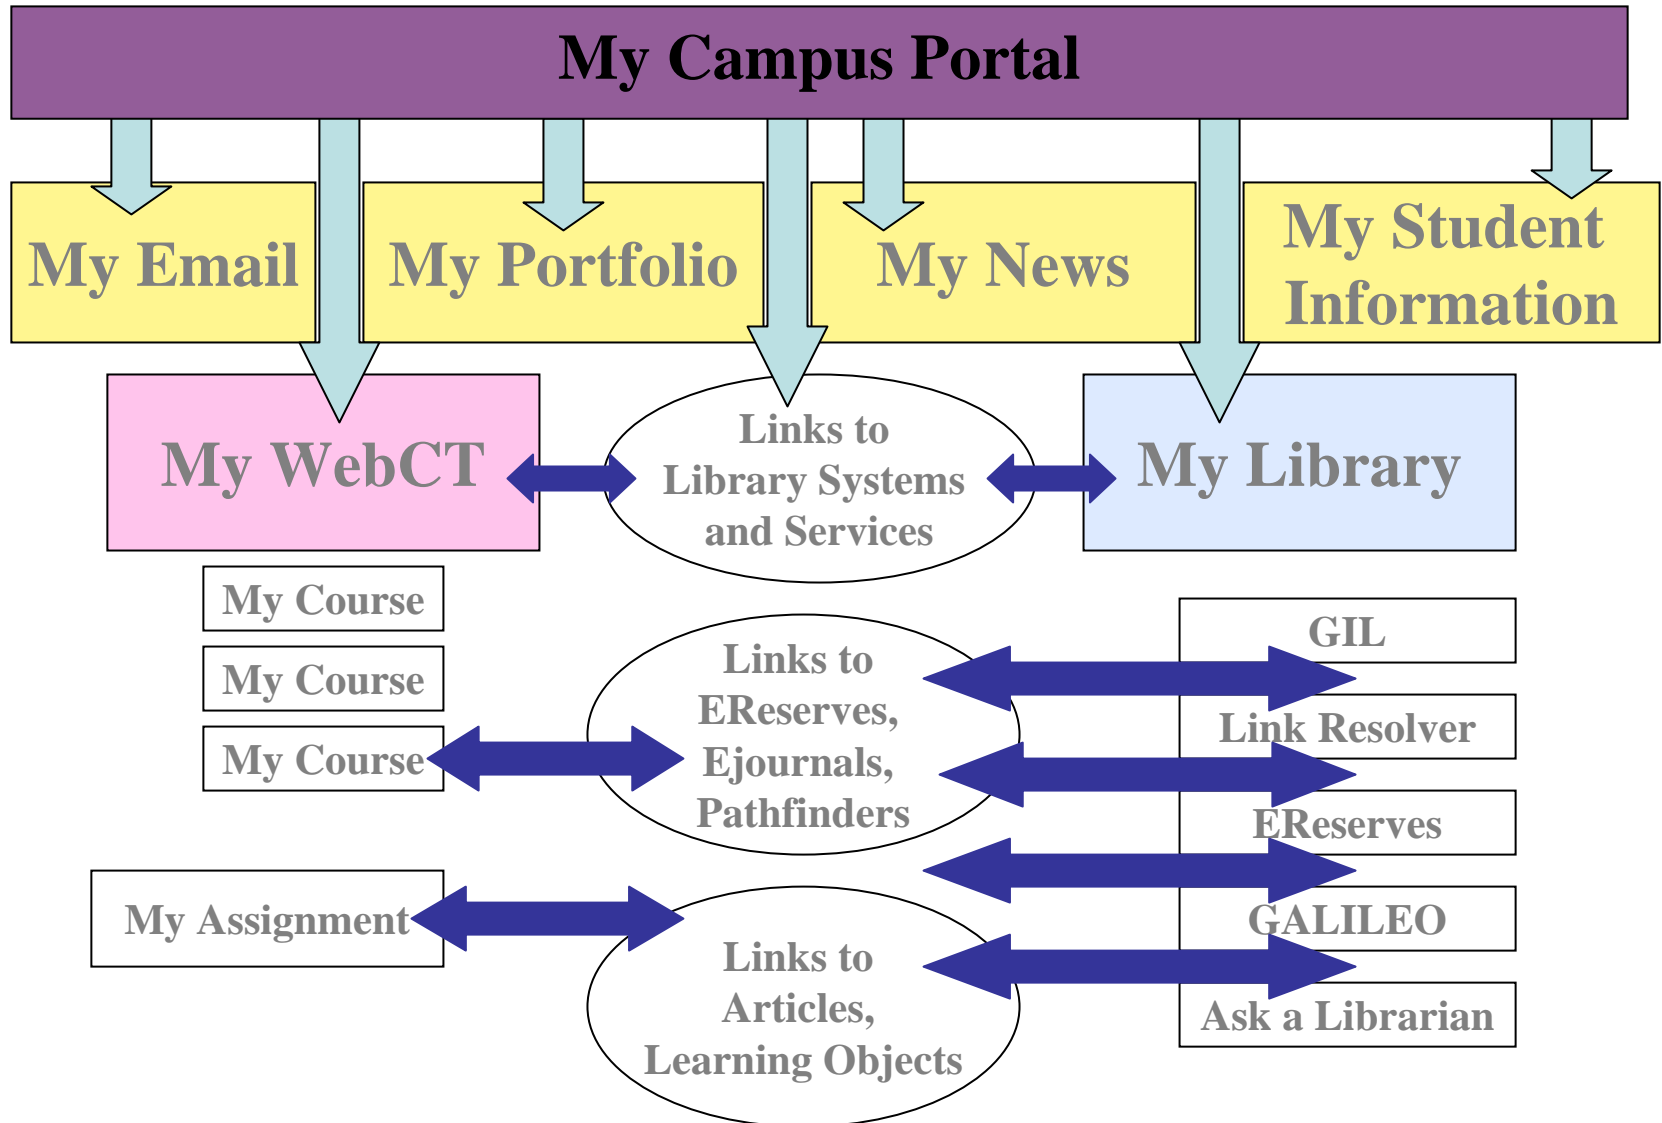 My Campus Portal
My Email
My Portfolio
My News
My Student
Information
My WebCT
Links to
Library Systems
and Services
My Library
My Course
My Course
My Course
Links to
EReserves,
Ejournals,
Pathfinders
GIL
Link Resolver
EReserves
GALILEO
Ask a Librarian
My Assignment
Links to
Articles,
Learning Objects